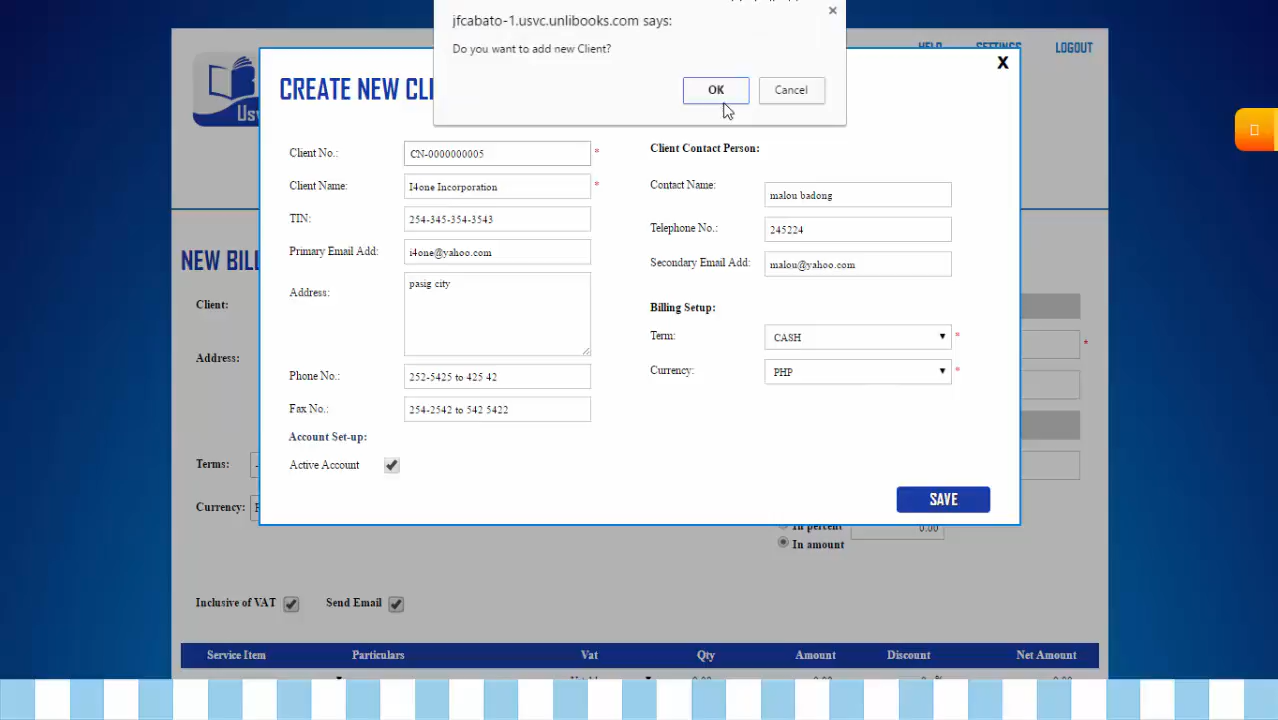 jfcabato-1.usvc.unlibooks.com says:
Do you want to add new Client?
OK
Cancel
HELP
SETTINGS
LOGOUT
X
Usv
CREATE NEW CLI
Client No.:
CN-0000000005
*
Client Name:
I4one Incorporation
*
TIN:
254-345-354-3543
Primary Email Add:
i4one@yahoo.com
Address:
pasig city
Phone No.:
252-5425 to 425 42
Fax No.:
254-2542 to 542 5422
Account Set-up:
Active Account
Client Contact Person:
Contact Name:
malou badong
Telephone No.:
245224
Secondary Email Add:
malou@yahoo.com
Billing Setup:
Term:
CASH
*
Currency:
PHP
*
SAVE
NEW BILL
Client:
Address:
*
Terms:
Currency:
In percent
0.00
In amount
Inclusive of VAT
Send Email
Service Item
Particulars
Vat
Qty
Amount
Discount
Net Amount